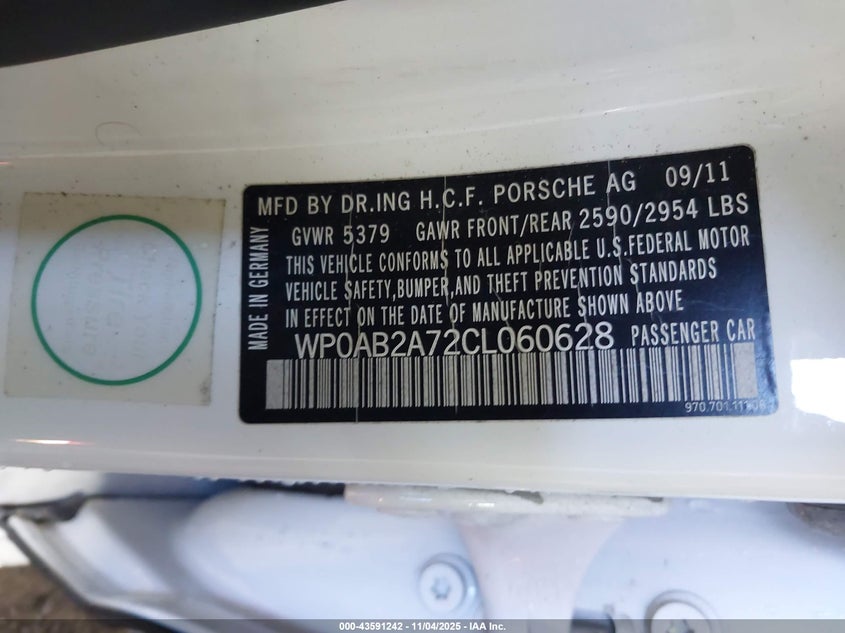 MFD BY DR.ING H.C.F. PORSCHE AG 09/11
GVWR 5379 GAWR FRONT/REAR 2590/2954 LBS
THIS VEHICLE CONFORMS TO ALL APPLICABLE U.S.FEDERAL MOTOR
VEHICLE SAFETY,BUMPER,AND THEFT PREVENTION STANDARDS
IN EFFECT ON THE DATE OF MANUFACTURE SHOWN ABOVE
WP0AB2A72CL060628 PASSENGER CAR
MADE IN GERMANY
000-43591242 - 11/04/2025 - IAA Inc.